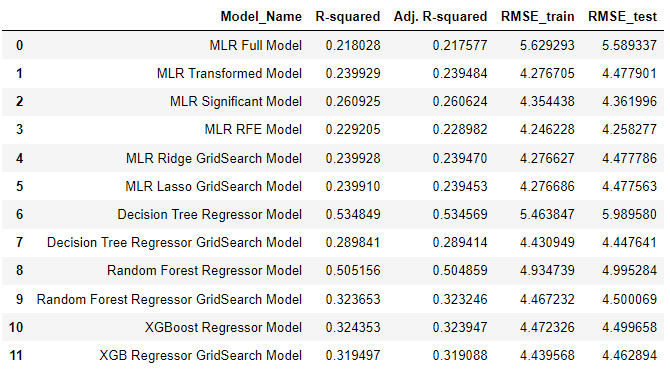 Model_Name R-squared Adj. R-squared RMSE_train RMSE_test
0 MLR Full Model 0.218028 0.217577 5.629293 5.589337
1 MLR Transformed Model 0.239929 0.239484 4.276705 4.477901
2 MLR Significant Model 0.260925 0.260624 4.354438 4.361996
3 MLR RFE Model 0.229205 0.228982 4.246228 4.258277
4 MLR Ridge GridSearch Model 0.239928 0.239470 4.276627 4.477786
5 MLR Lasso GridSearch Model 0.239910 0.239453 4.276686 4.477563
6 Decision Tree Regressor Model 0.534849 0.534569 5.463847 5.989580
7 Decision Tree Regressor GridSearch Model 0.289841 0.289414 4.430949 4.447641
8 Random Forest Regressor Model 0.505156 0.504859 4.934739 4.995284
9 Random Forest Regressor GridSearch Model 0.323653 0.323246 4.467232 4.500069
10 XGBoost Regressor Model 0.324353 0.323947 4.472326 4.499658
11 XGB Regressor GridSearch Model 0.319497 0.319088 4.439568 4.462894